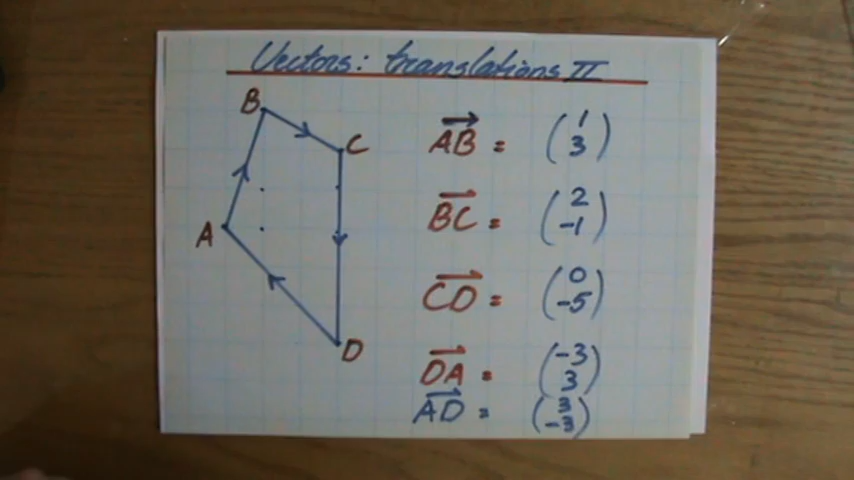 Vectors: translations II
B
C
A
D
AB = (1 3)
BC = (2 -1)
CD = (0 -5)
DA = (-3 3)
AD = (3 -3)